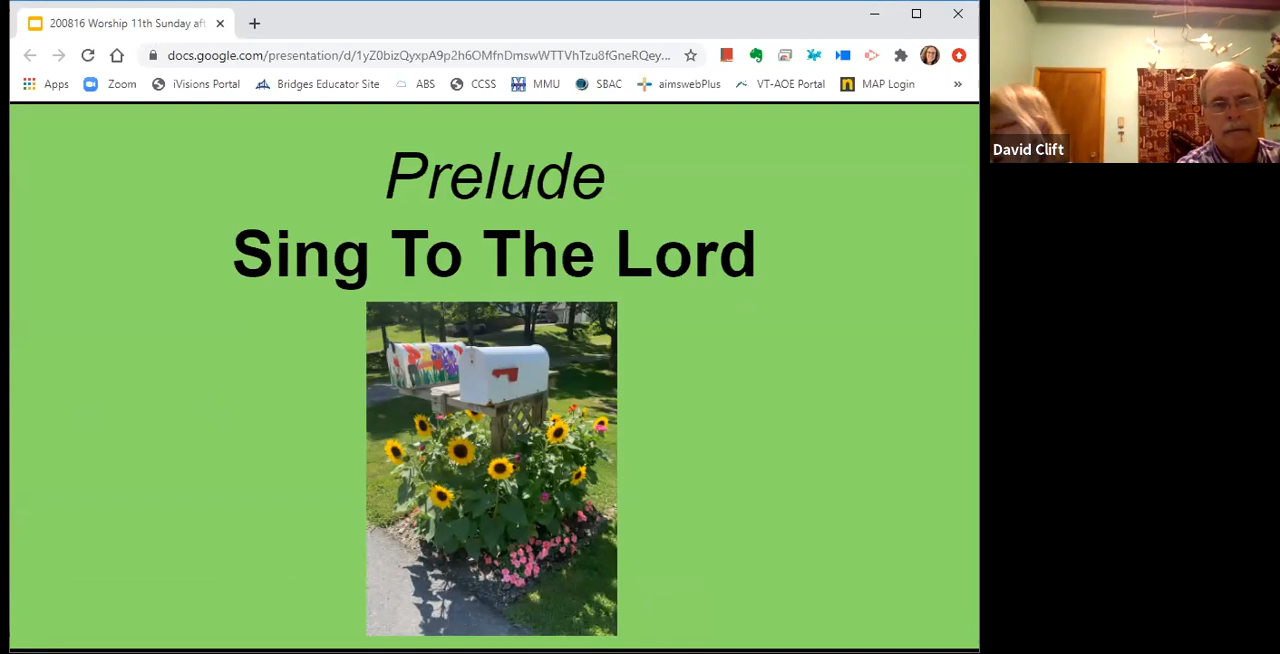 200816 Worship 11th Sunday aft
docs.google.com/presentation/d/1yZ0bizQyxpA9p2h6OMfnDmswWTTVhTzu8fGneRQey...
Apps Zoom iVisions Portal Bridges Educator Site ABS CCSS MMU SBAC aimswebPlus VT-AOE Portal MAP Login »
David Clift
Prelude
Sing To The Lord